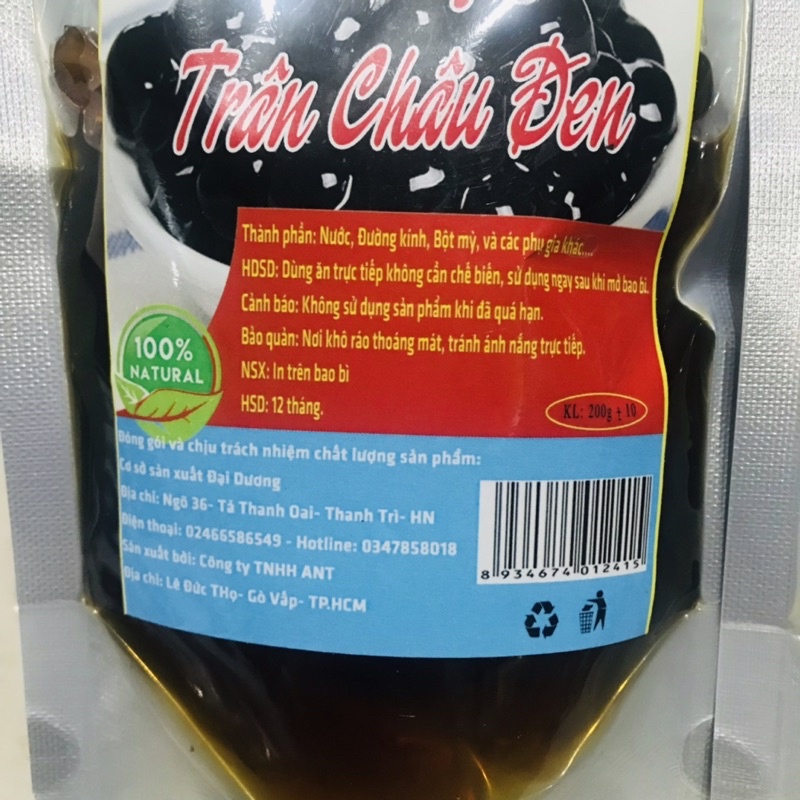 Trân Châu Đen
Thành phần: Nước, Đường kính, Bột mỳ, và các phụ gia khác....
HDSD: Dùng ăn trực tiếp không cần chế biến, sử dụng ngay sau khi mở bao bì.
Cảnh báo: Không sử dụng sản phẩm khi đã quá hạn.
Bảo quản: Nơi khô ráo thoáng mát, tránh ánh nắng trực tiếp.
NSX: In trên bao bì
HSD: 12 tháng.
KL: 200g ± 10
100%
NATURAL
Đóng gói và chịu trách nhiệm chất lượng sản phẩm:
Cơ sở sản xuất Đại Dương
Địa chỉ: Ngõ 36- Tả Thanh Oai- Thanh Trì- HN
Điện thoại: 02466586549 - Hotline: 0347858018
Sản xuất bởi: Công ty TNHH ANT
Địa chỉ: Lê Đức THọ- Gò Vấp- TP.HCM
8 934674 012415